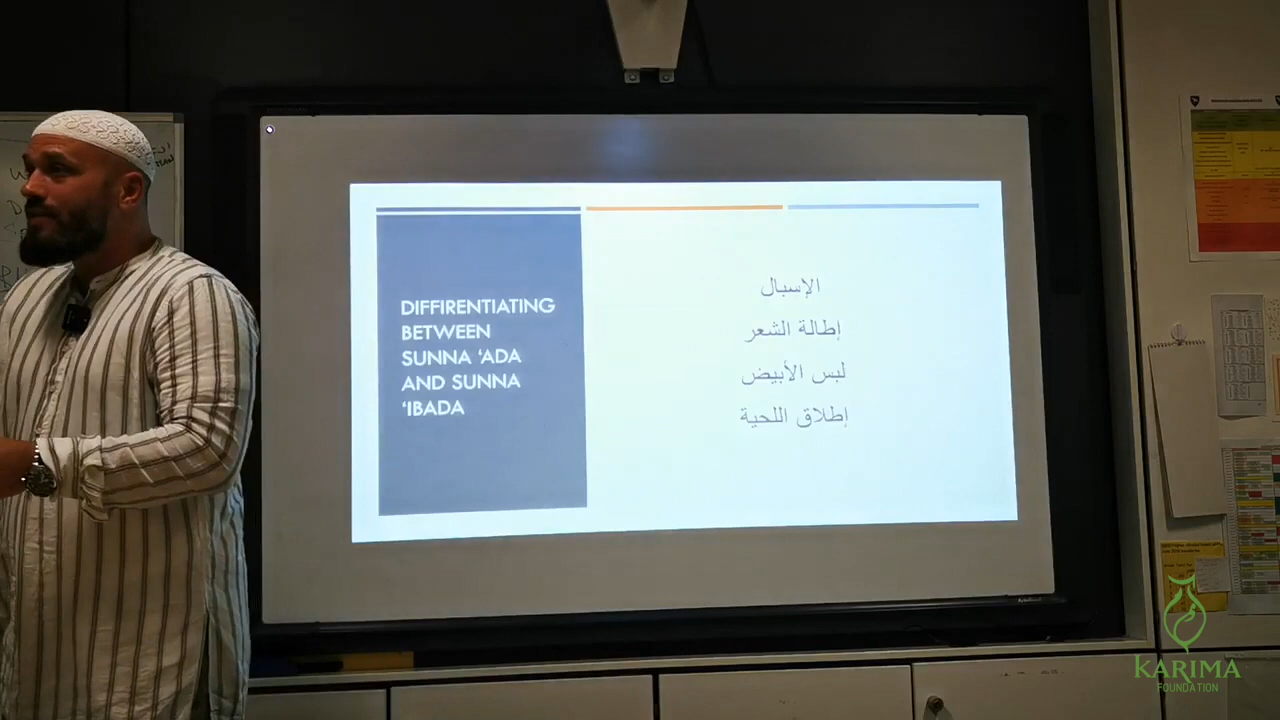 DIFFIRENTIATING
BETWEEN
SUNNA ‘ADA
AND SUNNA
‘IBADA
الإسبال
إطالة الشعر
لبس الأبيض
إطلاق اللحية
KARIMA
FOUNDATION